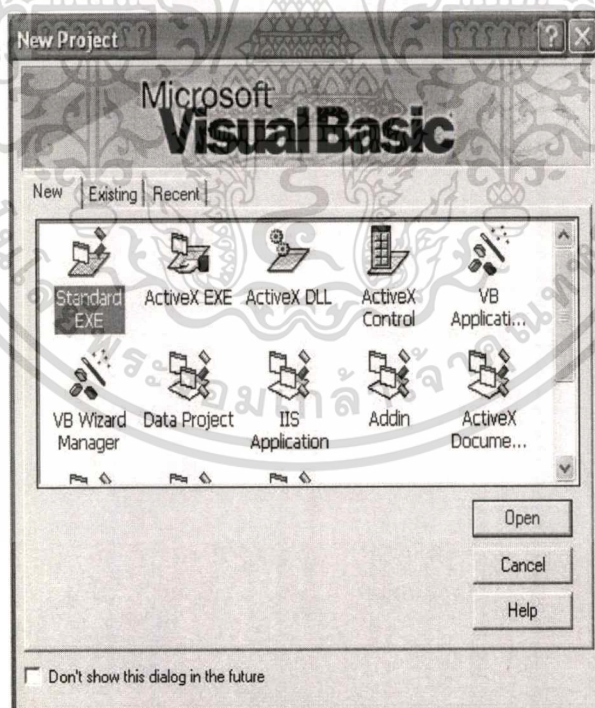 New Project
Microsoft
Visual Basic
New Existing Recent
Standard EXE
ActiveX EXE
ActiveX DLL
ActiveX Control
VB Applicati...
VB Wizard Manager
Data Project
IIS Application
Addin
ActiveX Docume...
Open
Cancel
Help
Don't show this dialog in the future